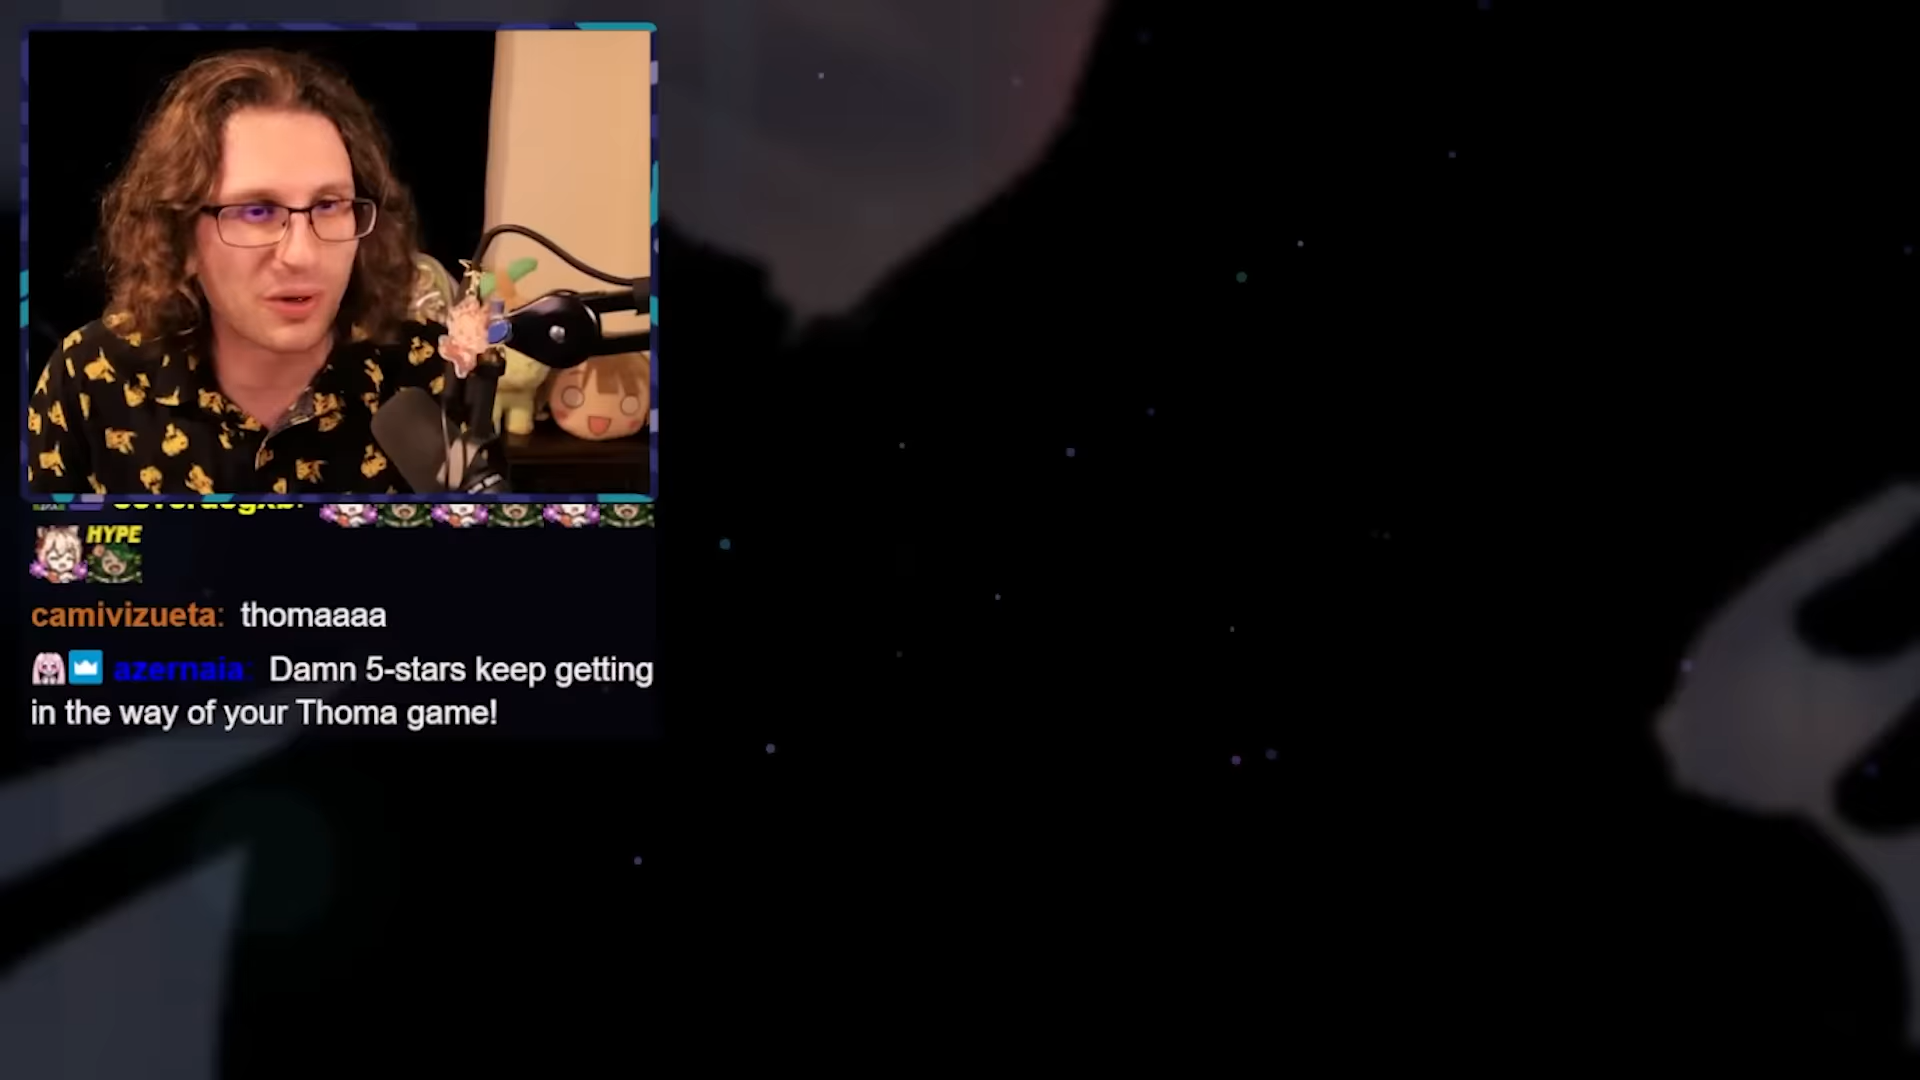 HYPE
camivizueta: thomaaaa
azernaia: Damn 5-stars keep getting
in the way of your Thoma game!